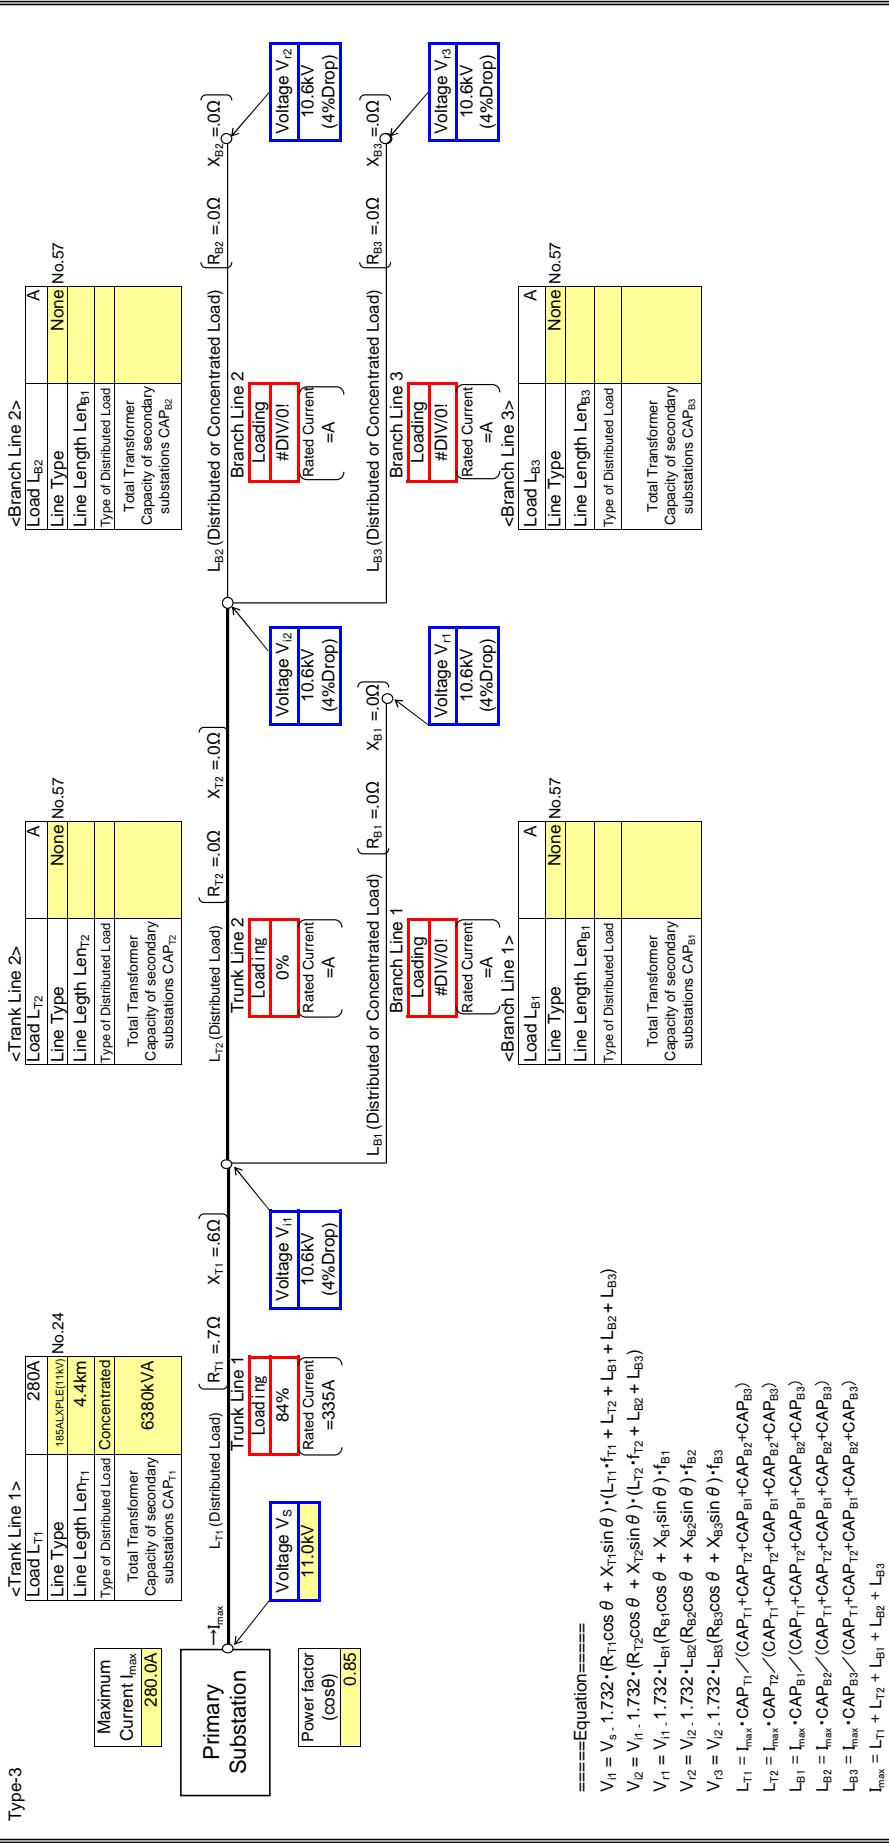 Type-3
<Trank Line 1>
Load L_T1 280A
Line Type 185ALXPLE(11kV) No.24
Line Legth Len_T1 4.4km
Type of Distributed Load Concentrated
Total Transformer
Capacity of secondary
substations CAP_T1
6380kVA
<Trank Line 2>
Load L_T2 A
Line Type None No.57
Line Legth Len_T2
Type of Distributed Load
Total Transformer
Capacity of secondary
substations CAP_T2
<Branch Line 2>
Load L_B2 A
Line Type None No.57
Line Length Len_B1
Type of Distributed Load
Total Transformer
Capacity of secondary
substations CAP_B2
Maximum
Current I_max
280.0A
Primary
Substation
→I_max
Power factor
(cosθ)
0.85
Voltage V_S
11.0kV
L_T1 (Distributed Load)
R_T1 =.7Ω X_T1 =.6Ω
Trunk Line 1
Loading
84%
Rated Current
=335A
Voltage V_i1
10.6kV
(4%Drop)
L_T2 (Distributed Load)
R_T2 =.0Ω X_T2 =.0Ω
Trunk Line 2
Loading
0%
Rated Current
=A
Voltage V_i2
10.6kV
(4%Drop)
L_B2 (Distributed or Concentrated Load)
R_B2 =.0Ω X_B2 =.0Ω
Branch Line 2
Loading
#DIV/0!
Rated Current
=A
Voltage V_r2
10.6kV
(4%Drop)
L_B1 (Distributed or Concentrated Load)
R_B1 =.0Ω X_B1 =.0Ω
Branch Line 1
Loading
#DIV/0!
Rated Current
=A
Voltage V_r1
10.6kV
(4%Drop)
L_B3 (Distributed or Concentrated Load)
R_B3 =.0Ω X_B3 =.0Ω
Branch Line 3
Loading
#DIV/0!
Rated Current
=A
Voltage V_r3
10.6kV
(4%Drop)
<Branch Line 1>
Load L_B1 A
Line Type None No.57
Line Length Len_B1
Type of Distributed Load
Total Transformer
Capacity of secondary
substations CAP_B1
<Branch Line 3>
Load L_B3 A
Line Type None No.57
Line Length Len_B3
Type of Distributed Load
Total Transformer
Capacity of secondary
substations CAP_B3
=====Equation=====
V_i1 = V_s - 1.732・(R_T1cosθ + X_T1sinθ)・(L_T1・f_T1 + L_T2 + L_B1 + L_B2 + L_B3)
V_i2 = V_i1 - 1.732・(R_T2cosθ + X_T2sinθ)・(L_T2・f_T2 + L_B2 + L_B3)
V_r1 = V_i1 - 1.732・L_B1(R_B1cosθ + X_B1sinθ)・f_B1
V_r2 = V_i2 - 1.732・L_B2(R_B2cosθ + X_B2sinθ)・f_B2
V_r3 = V_i2 - 1.732・L_B3(R_B3cosθ + X_B3sinθ)・f_B3
L_T1 = I_max・CAP_T1／(CAP_T1+CAP_T2+CAP_B1+CAP_B2+CAP_B3)
L_T2 = I_max・CAP_T2／(CAP_T1+CAP_T2+CAP_B1+CAP_B2+CAP_B3)
L_B1 = I_max・CAP_B1／(CAP_T1+CAP_T2+CAP_B1+CAP_B2+CAP_B3)
L_B2 = I_max・CAP_B2／(CAP_T1+CAP_T2+CAP_B1+CAP_B2+CAP_B3)
L_B3 = I_max・CAP_B3／(CAP_T1+CAP_T2+CAP_B1+CAP_B2+CAP_B3)
I_max = L_T1 + L_T2 + L_B1 + L_B2 + L_B3